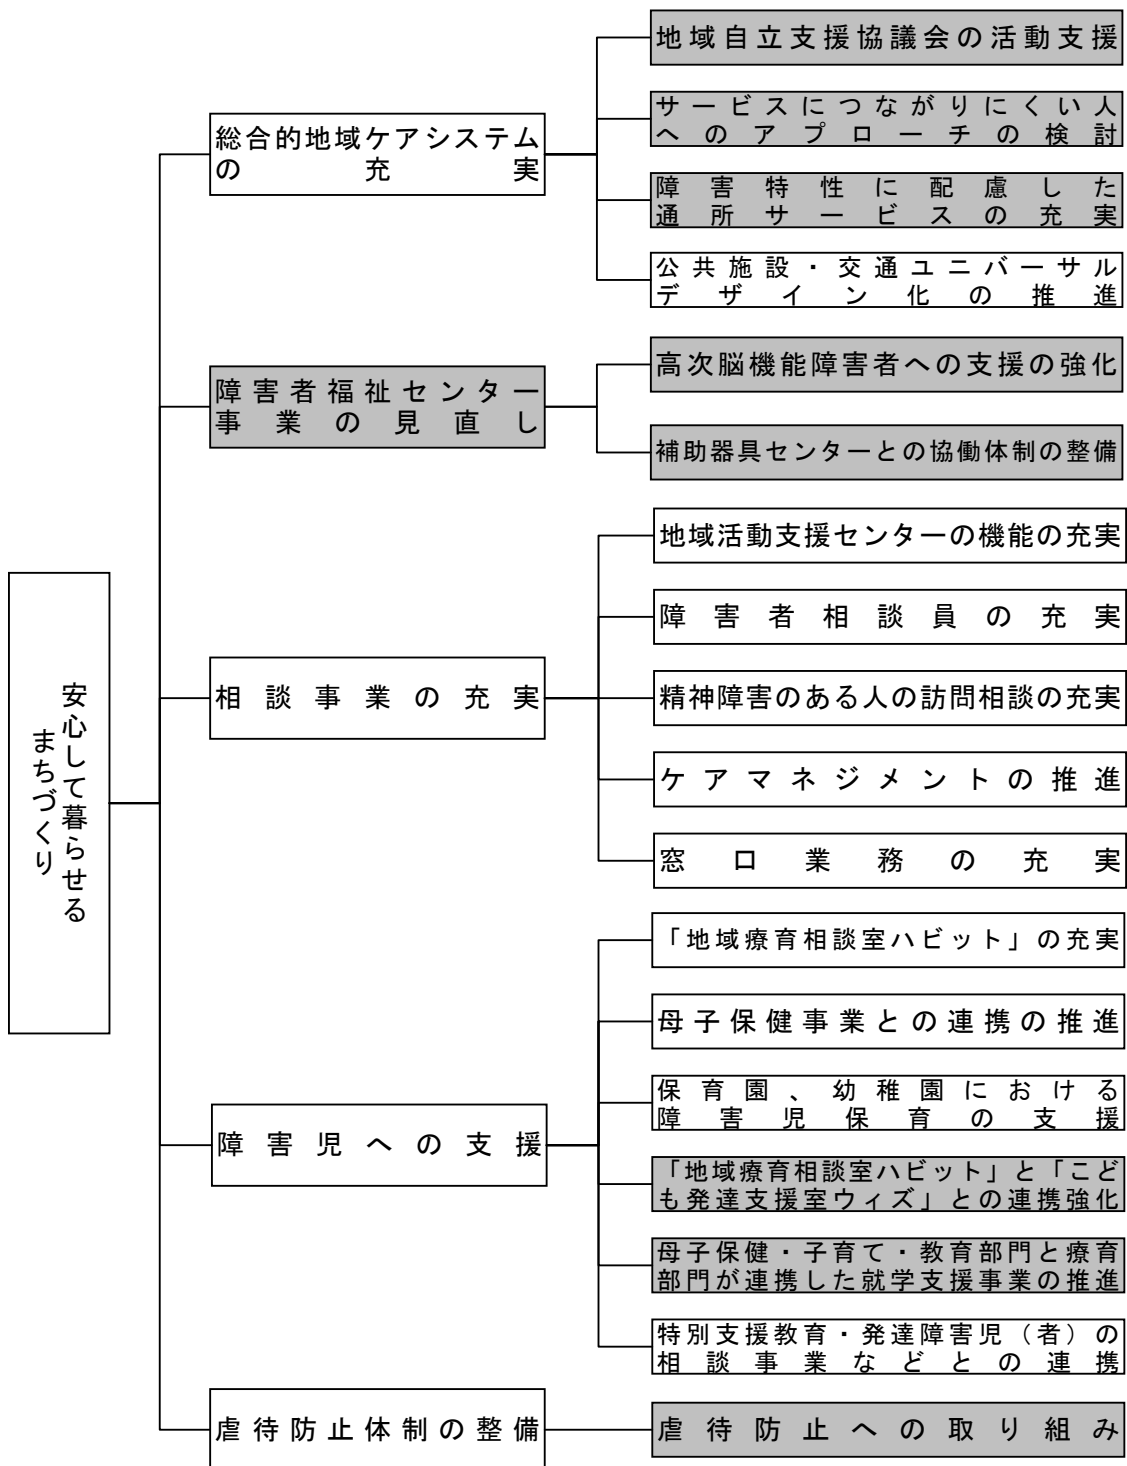 安心して暮らせる
まちづくり
総合的地域ケアシステム
の充実
地域自立支援協議会の活動支援
サービスにつながりにくい人
へのアプローチの検討
障害特性に配慮した
通所サービスの充実
公共施設・交通ユニバーサル
デザイン化の推進
障害者福祉センター
事業の見直し
高次脳機能障害者への支援の強化
補助器具センターとの協働体制の整備
相談事業の充実
地域活動支援センターの機能の充実
障害者相談員の充実
精神障害のある人の訪問相談の充実
ケアマネジメントの推進
窓口業務の充実
障害児への支援
「地域療育相談室ハビット」の充実
母子保健事業との連携の推進
保育園、幼稚園における
障害児保育の支援
「地域療育相談室ハビット」と「こど
も発達支援室ウィズ」との連携強化
母子保健・子育て・教育部門と療育
部門が連携した就学支援事業の推進
特別支援教育・発達障害児（者）の
相談事業などとの連携
虐待防止体制の整備
虐待防止への取り組み